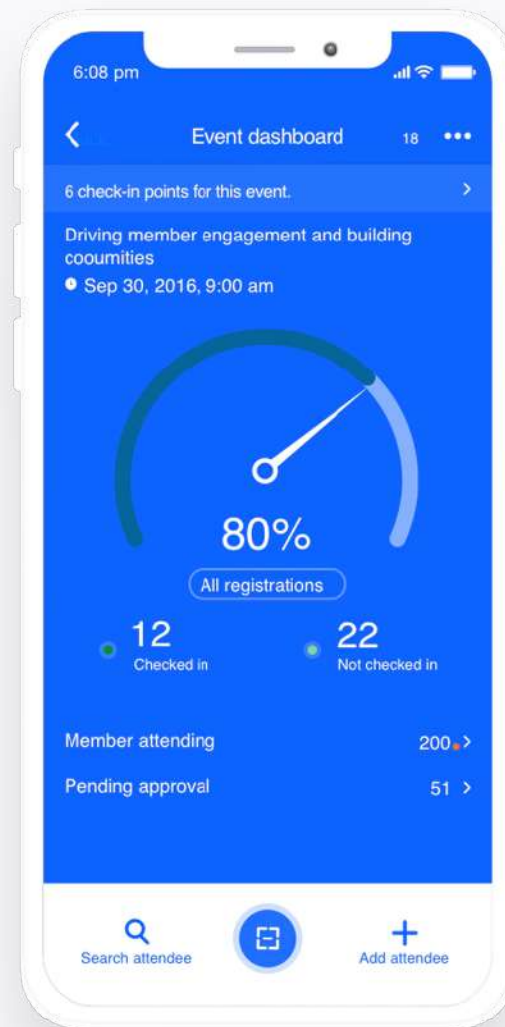 6:08 pm
Event dashboard 18
6 check-in points for this event.
Driving member engagement and building
cooumities
Sep 30, 2016, 9:00 am
80%
All registrations
12 22
Checked in Not checked in
Member attending 200
Pending approval 51
Search attendee Add attendee